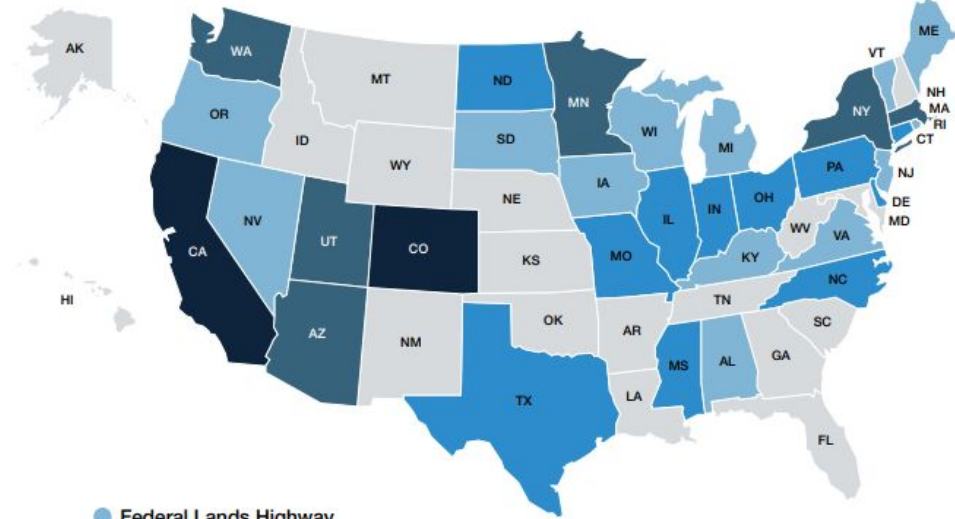 AK
WA
MT
ND
MN
VT
ME
OR
ID
SD
WI
MI
NY
NH
MA
RI
CT
WY
IA
PA
NJ
NE
IL
IN
OH
DE
MD
CA
NV
UT
CO
KS
MO
KY
WV
VA
HI
AZ
NM
OK
AR
TN
NC
SC
TX
MS
AL
GA
LA
FL
Federal Lands Highway